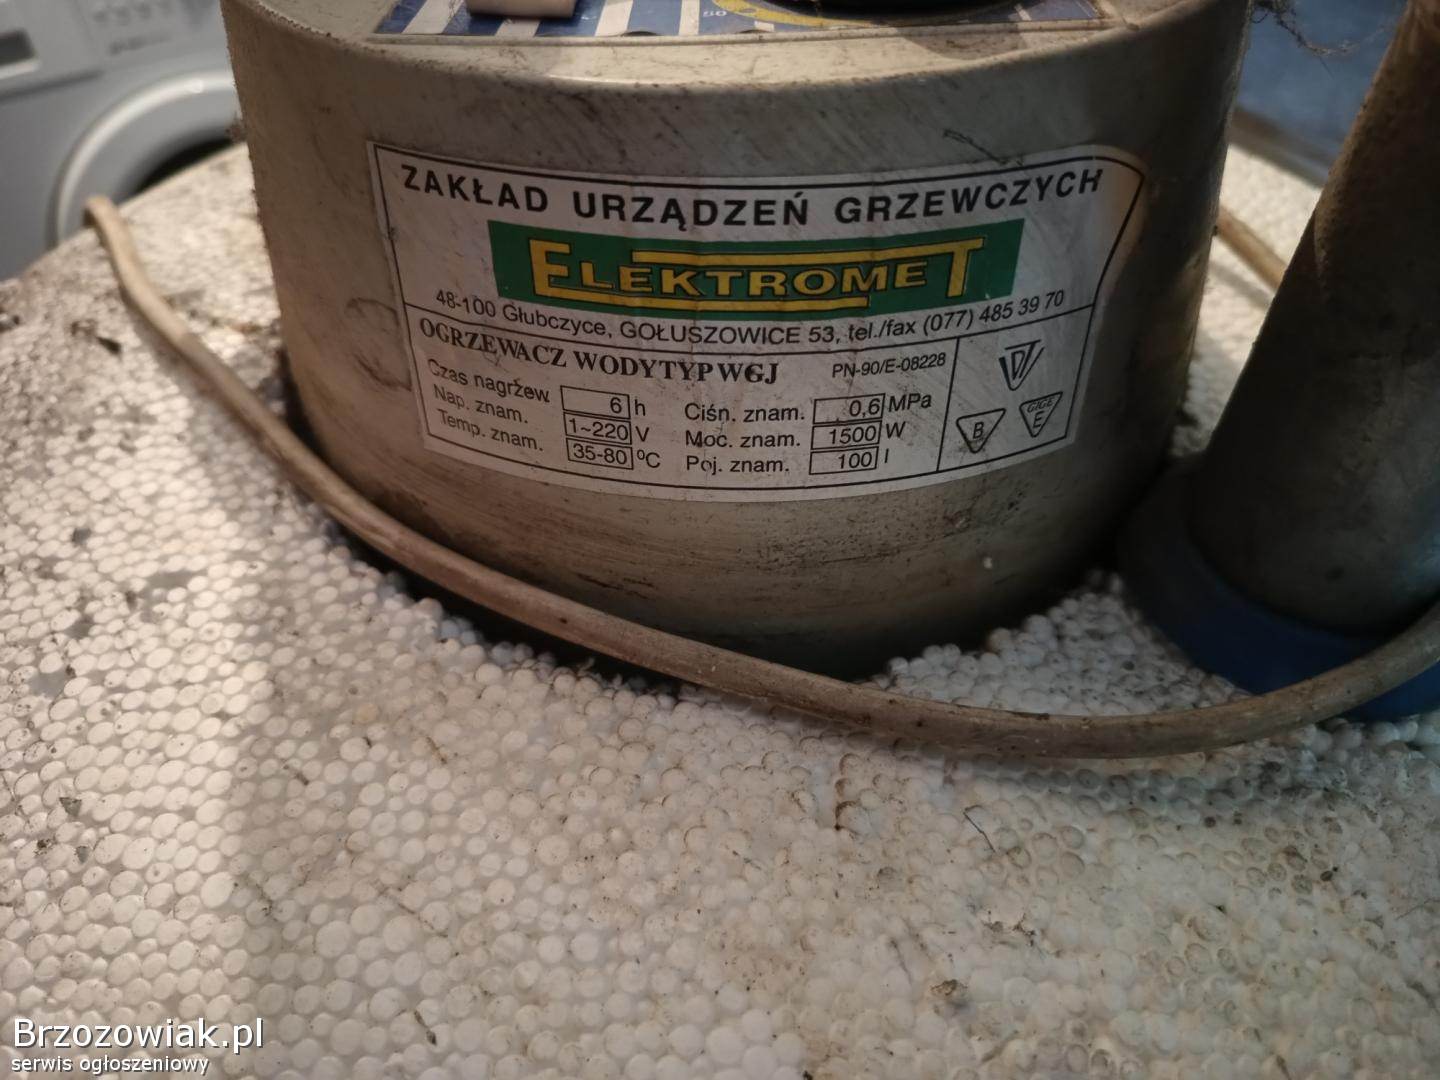 80
ZAKŁAD URZĄDZEŃ GRZEWCZYCH
ELEKTROMET
48-100 Głubczyce, GOŁUSZOWICE 53, tel./fax (077) 485 39 70
OGRZEWACZ WODY TYP WGJ PN-90/E-08228
Czas nagrzew. 6 h Ciśn. znam. 0,6 MPa
Nap. znam. 1~220 V Moc. znam. 1500 W
Temp. znam. 35-80 ºC Poj. znam. 100 l
B
E
Brzozowiak.pl
serwis ogłoszeniowy